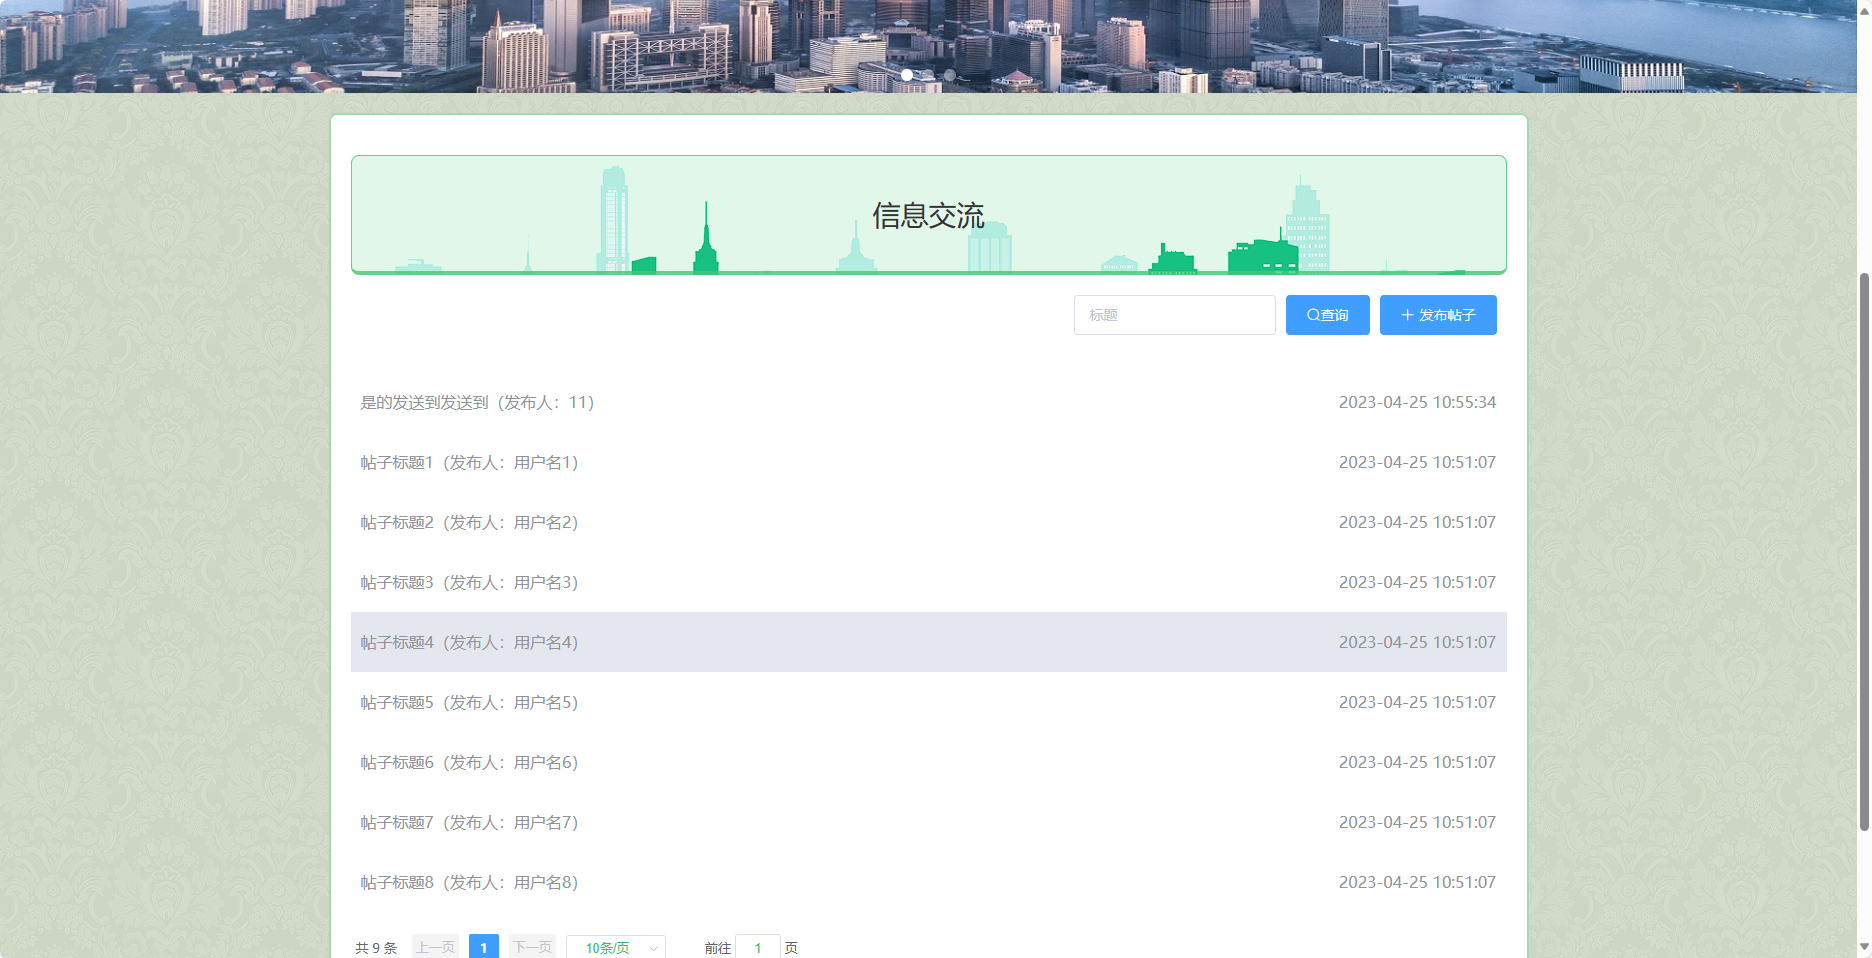 信息交流
标题 查询 发布帖子
是的发送到发送到（发布人：11） 2023-04-25 10:55:34
帖子标题1（发布人：用户名1） 2023-04-25 10:51:07
帖子标题2（发布人：用户名2） 2023-04-25 10:51:07
帖子标题3（发布人：用户名3） 2023-04-25 10:51:07
帖子标题4（发布人：用户名4） 2023-04-25 10:51:07
帖子标题5（发布人：用户名5） 2023-04-25 10:51:07
帖子标题6（发布人：用户名6） 2023-04-25 10:51:07
帖子标题7（发布人：用户名7） 2023-04-25 10:51:07
帖子标题8（发布人：用户名8） 2023-04-25 10:51:07
共 9 条 上一页 1 下一页 10条/页 前往 1 页